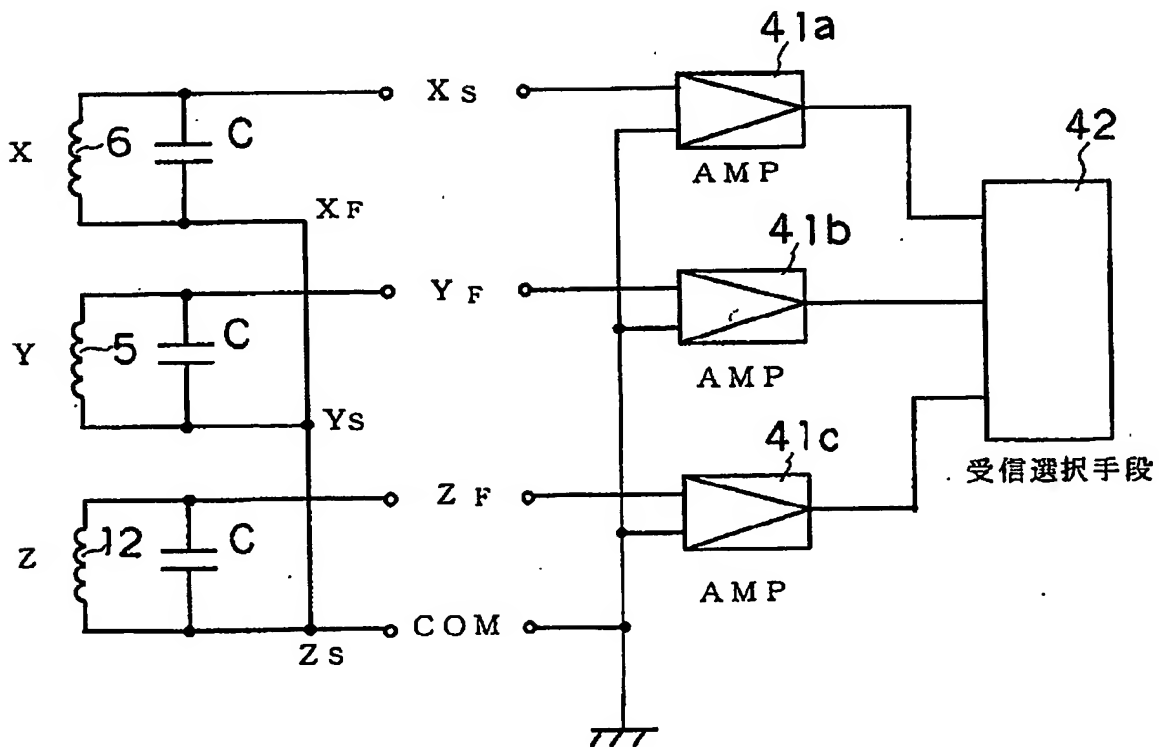 41a
X
6
C
XS
AMP
42
XF
41b
Y
5
C
YF
AMP
YS
41c
受信選択手段
Z
12
C
ZF
AMP
COM
ZS